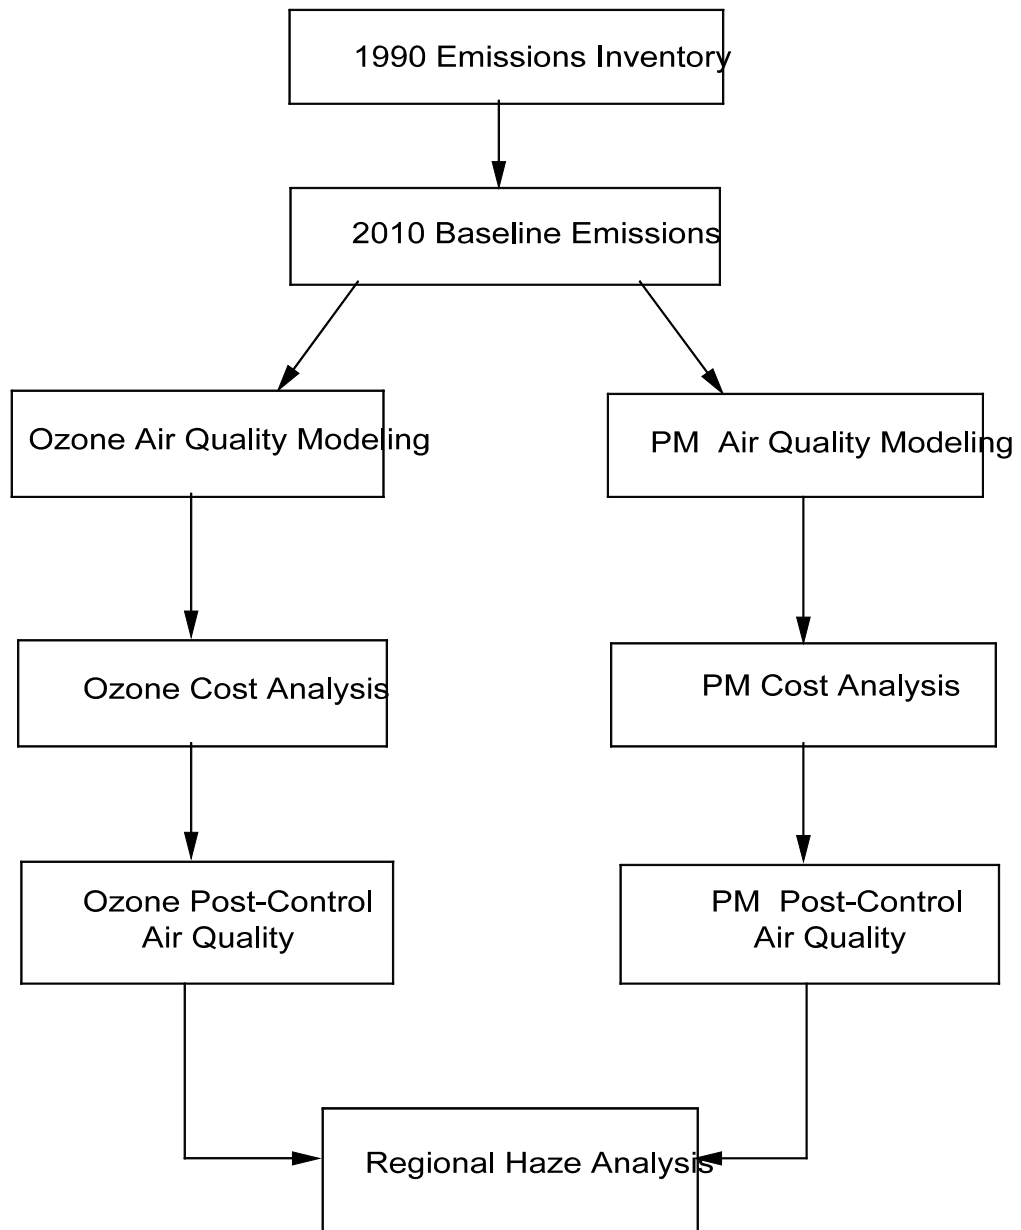 1990 Emissions Inventory
2010 Baseline Emissions
Ozone Air Quality Modeling
PM Air Quality Modeling
Ozone Cost Analysis
PM Cost Analysis
Ozone Post-Control
Air Quality
PM Post-Control
Air Quality
Regional Haze Analysis